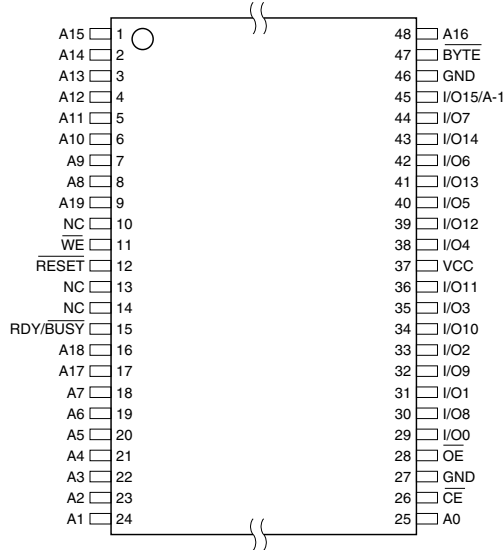 A15 1 48 A16
A14 2 47 BYTE
A13 3 46 GND
A12 4 45 I/O15/A-1
A11 5 44 I/O7
A10 6 43 I/O14
A9 7 42 I/O6
A8 8 41 I/O13
A19 9 40 I/O5
NC 10 39 I/O12
WE 11 38 I/O4
RESET 12 37 VCC
NC 13 36 I/O11
NC 14 35 I/O3
RDY/BUSY 15 34 I/O10
A18 16 33 I/O2
A17 17 32 I/O9
A7 18 31 I/O1
A6 19 30 I/O8
A5 20 29 I/O0
A4 21 28 OE
A3 22 27 GND
A2 23 26 CE
A1 24 25 A0